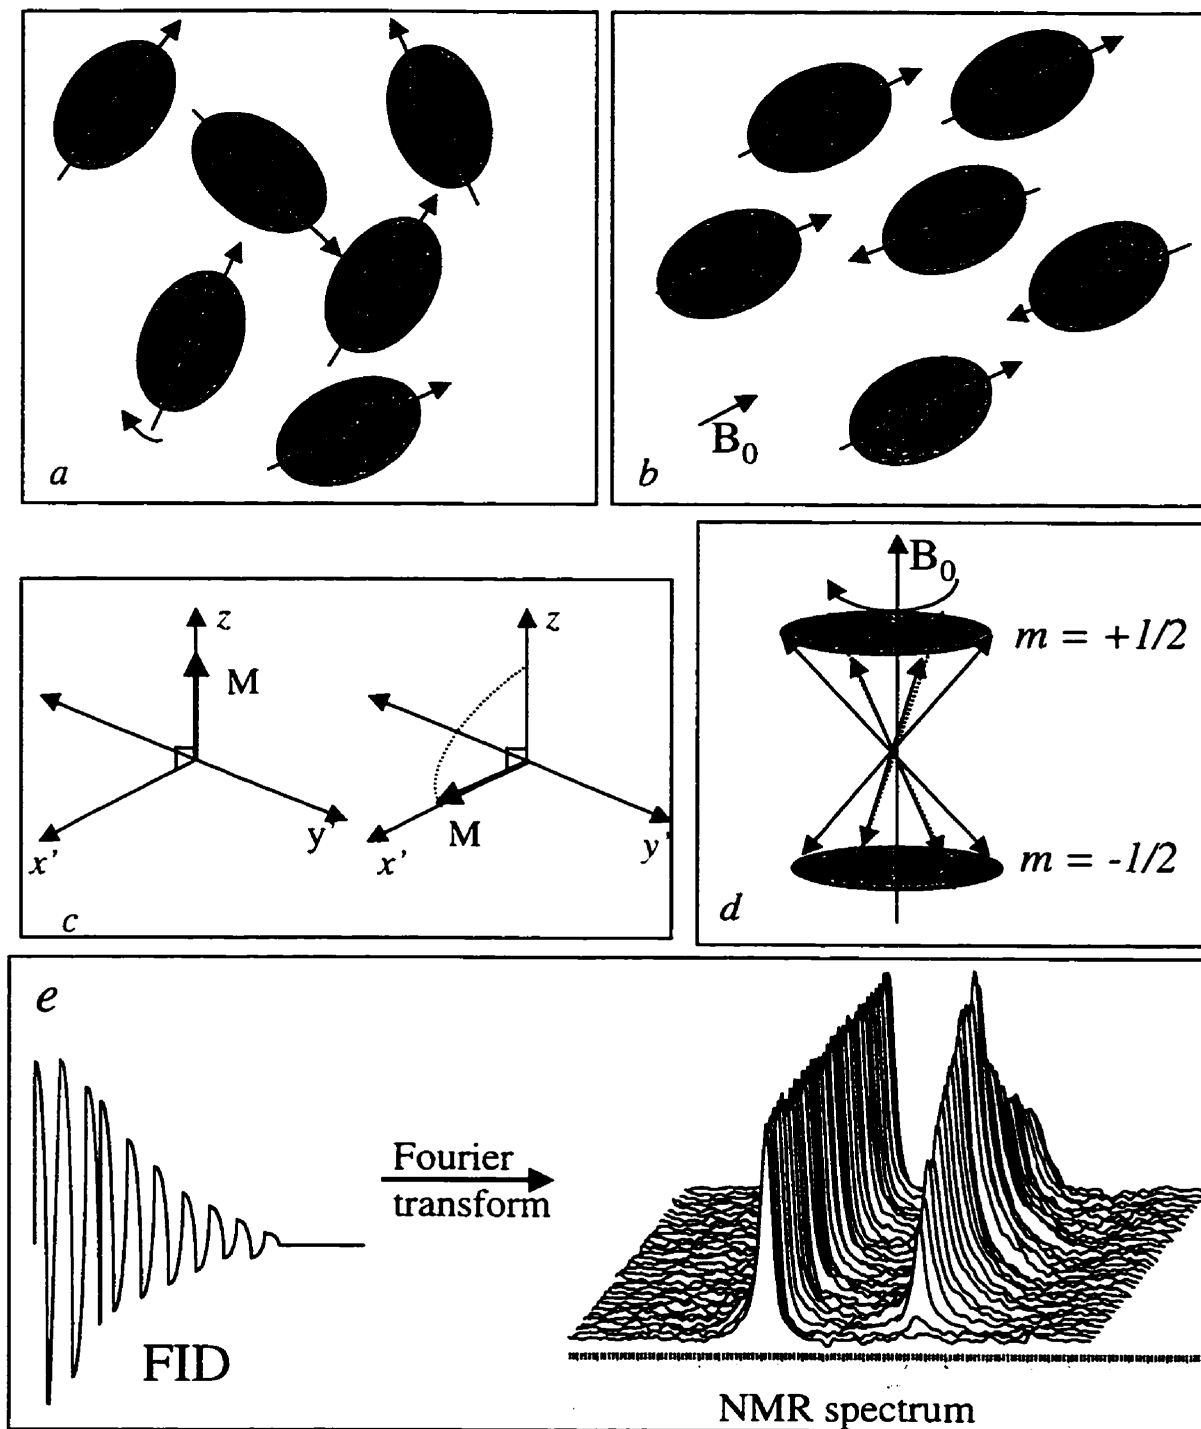 a
B₀
b
z
M
x'
y'
z
M
x'
y'
c
B₀
m = +1/2
m = -1/2
d
e
Fourier
transform
FID
NMR spectrum